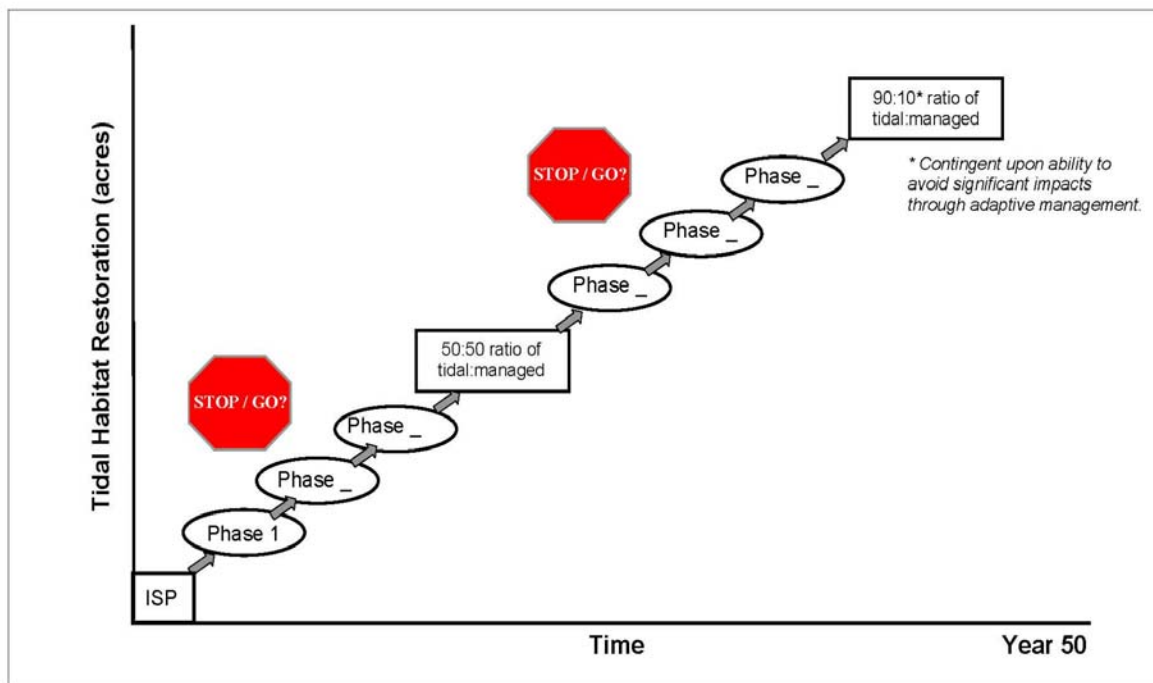 90:10* ratio of
tidal:managed
* Contingent upon ability to
avoid significant impacts
through adaptive management.
STOP / GO?
Phase _
Phase _
Phase _
50:50 ratio of
tidal:managed
STOP / GO?
Phase _
Phase _
Phase 1
ISP
Tidal Habitat Restoration (acres)
Time
Year 50